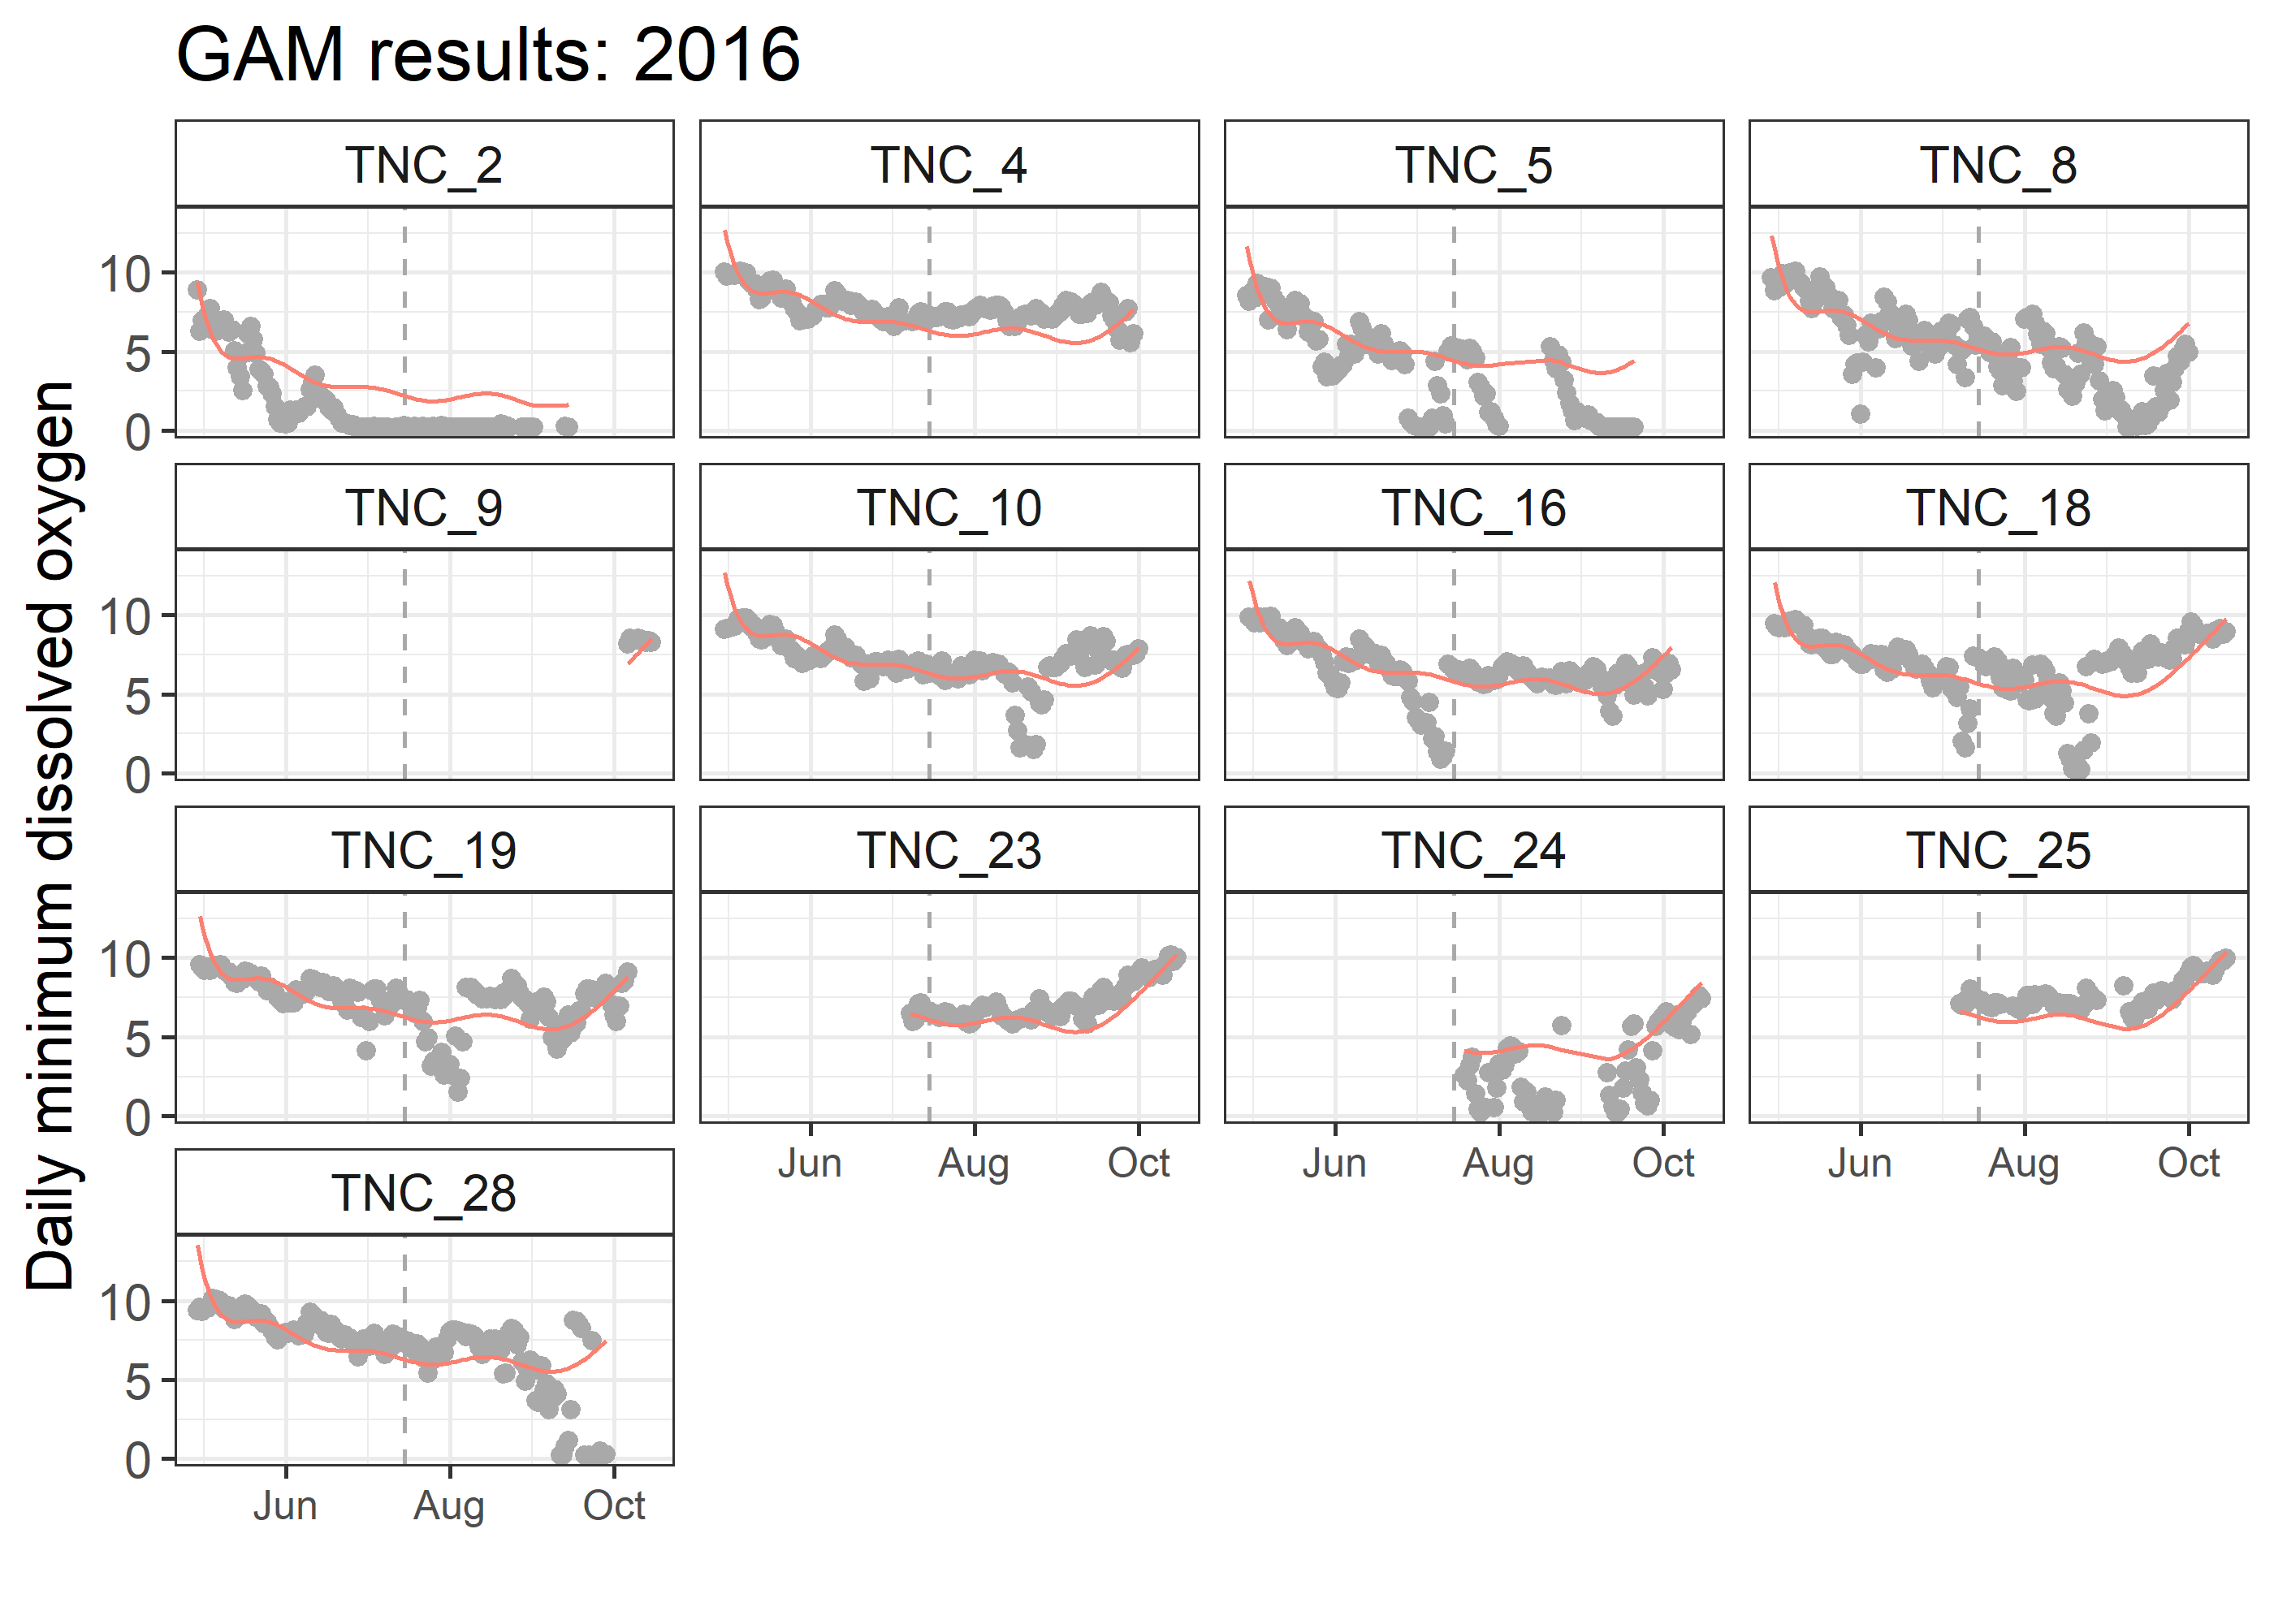 GAM results: 2016
TNC_2 TNC_4 TNC_5 TNC_8
10
5
0
TNC_9 TNC_10 TNC_16 TNC_18
10
5
0
TNC_19 TNC_23 TNC_24 TNC_25
10
5
0
Jun Aug Oct Jun Aug Oct Jun Aug Oct
TNC_28
10
5
0
Jun Aug Oct
Daily minimum dissolved oxygen